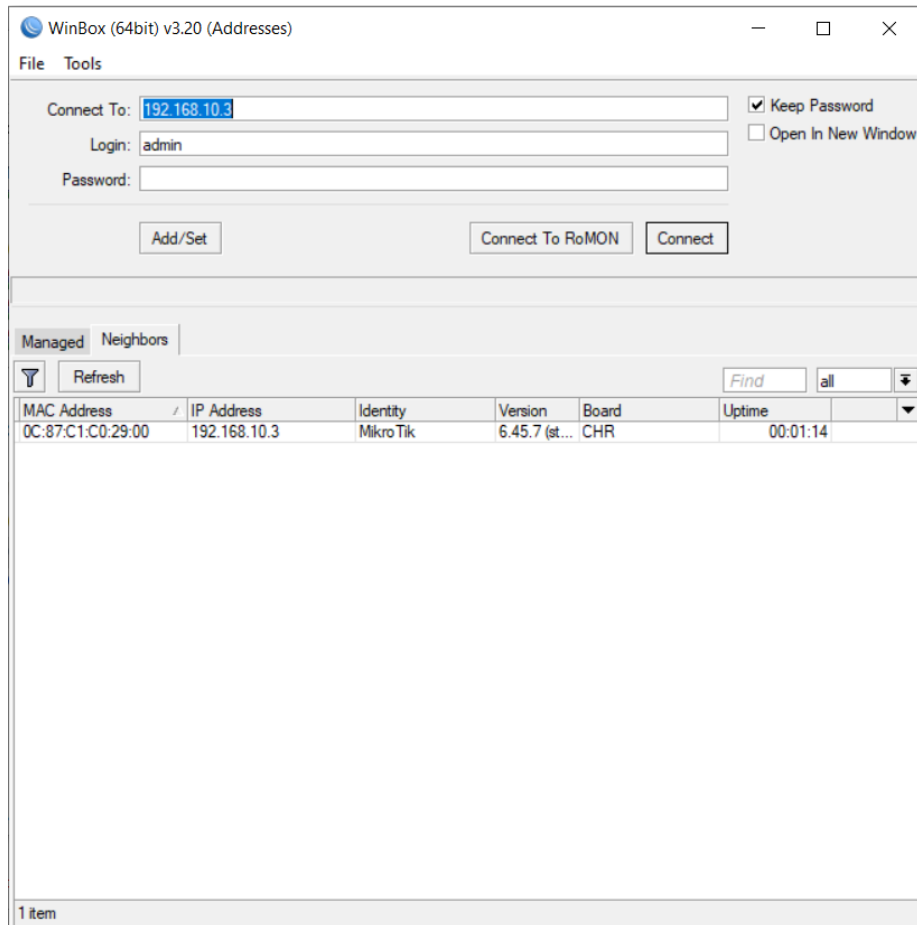 WinBox (64bit) v3.20 (Addresses)
File Tools
Connect To: 192.168.10.3
Keep Password
Login: admin
Open In New Window
Password:
Add/Set Connect To RoMON Connect
Managed Neighbors
Refresh Find all
MAC Address IP Address Identity Version Board Uptime
0C:87:C1:C0:29:00 192.168.10.3 MikroTik 6.45.7 (st... CHR 00:01:14
1 item